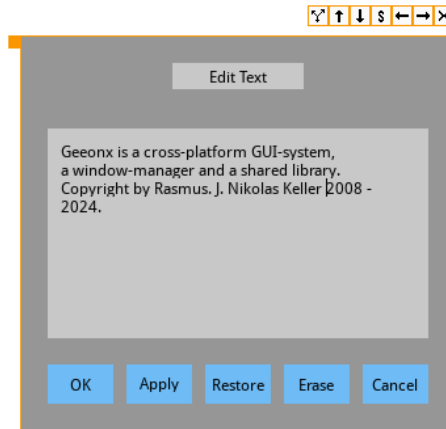 $
Edit Text
Geeonx is a cross-platform GUI-system,
a window-manager and a shared library.
Copyright by Rasmus. J. Nikolas Keller 2008 -
2024.
OK Apply Restore Erase Cancel